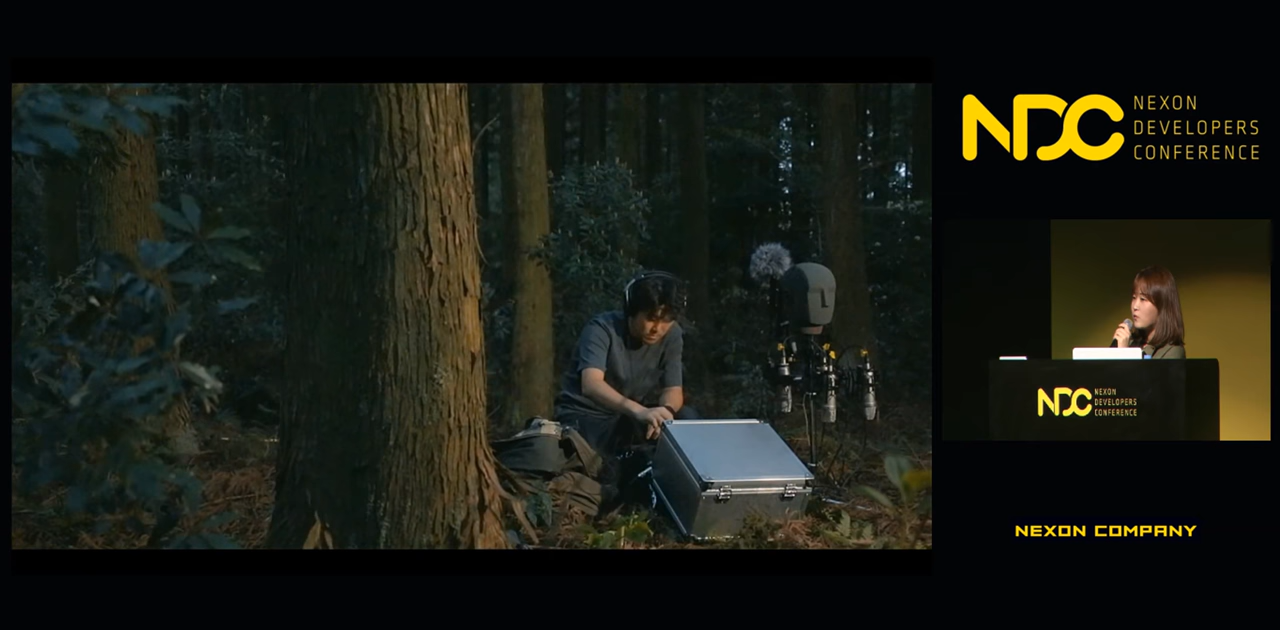 NDC NEXON
DEVELOPERS
CONFERENCE
NDC NEXON
DEVELOPERS
CONFERENCE
NEXON COMPANY